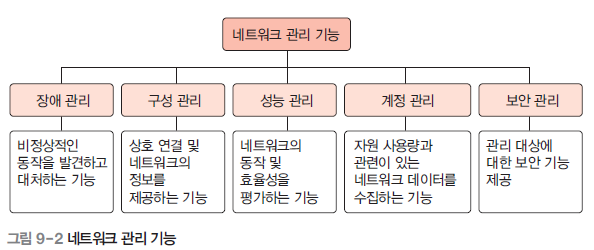 네트워크 관리 기능
장애 관리
비정상적인
동작을 발견하고
대처하는 기능
구성 관리
상호 연결 및
네트워크의
정보를
제공하는 기능
성능 관리
네트워크의
동작 및
효율성을
평가하는 기능
계정 관리
자원 사용량과
관련이 있는
네트워크 데이터를
수집하는 기능
보안 관리
관리 대상에
대한 보안 기능
제공
그림 9-2 네트워크 관리 기능